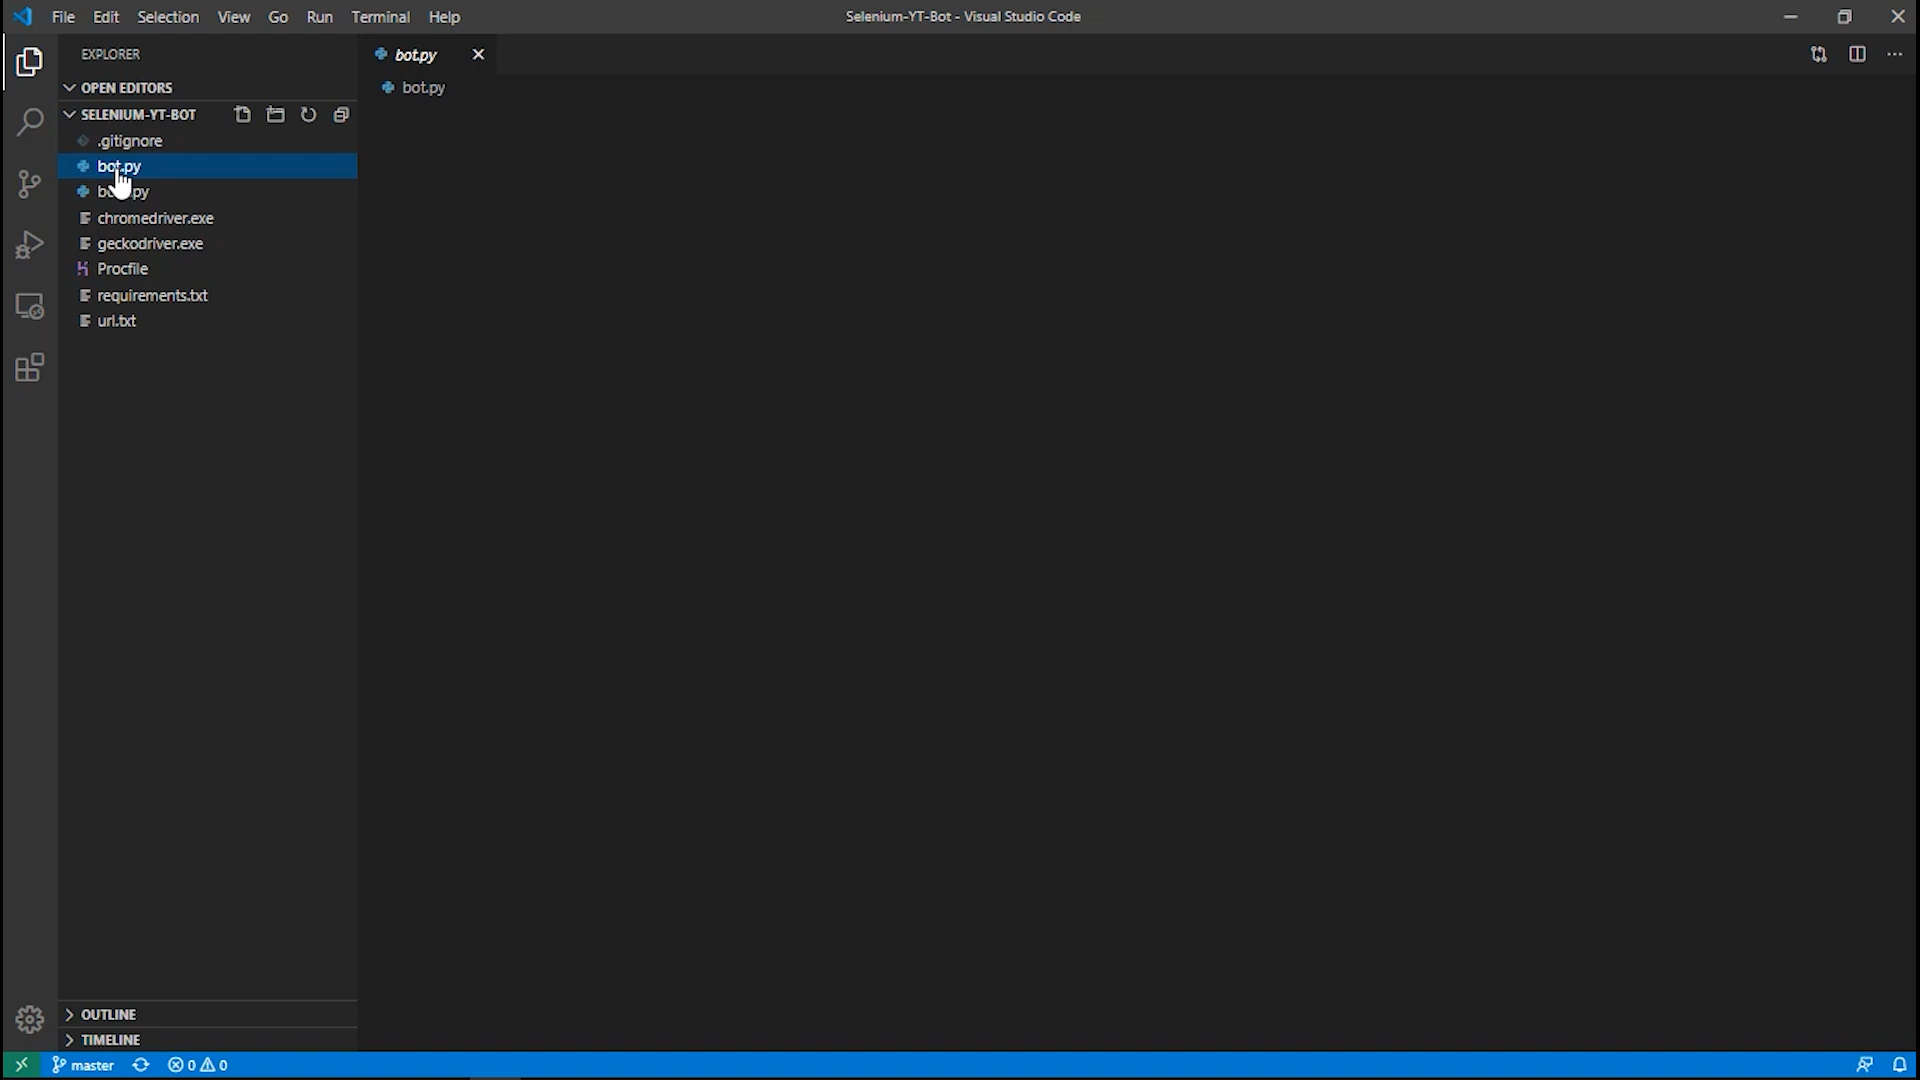 File Edit Selection View Go Run Terminal Help
Selenium-YT-Bot - Visual Studio Code
EXPLORER
OPEN EDITORS
SELENIUM-YT-BOT
.gitignore
bot.py
chromedriver.exe
geckodriver.exe
Procfile
requirements.txt
url.txt
OUTLINE
TIMELINE
bot.py
bot.py
master 0 0